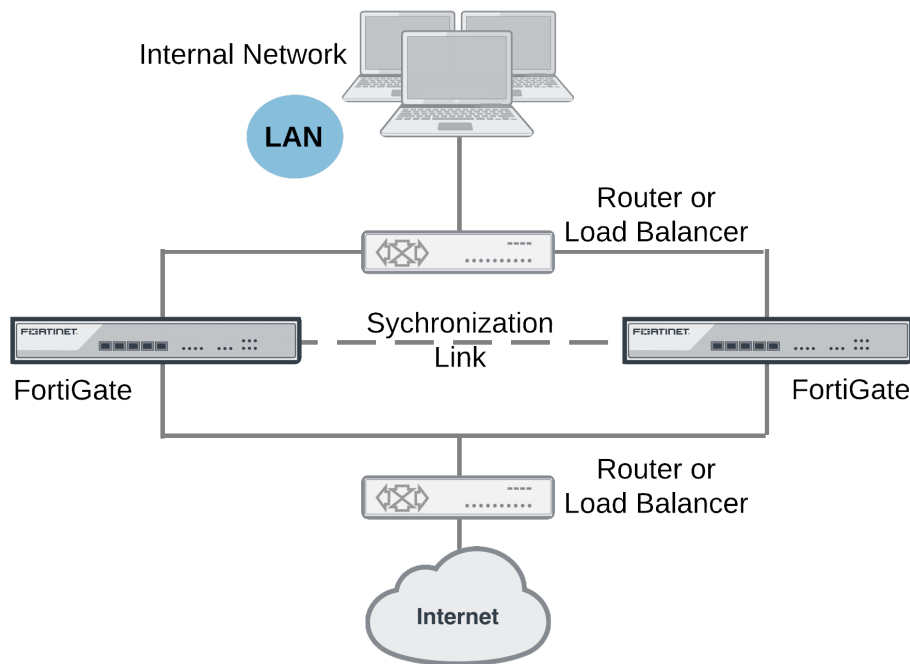 Internal Network
LAN
Router or
Load Balancer
FORTINET
Sychronization
Link
FORTINET
FortiGate
FortiGate
Router or
Load Balancer
Internet